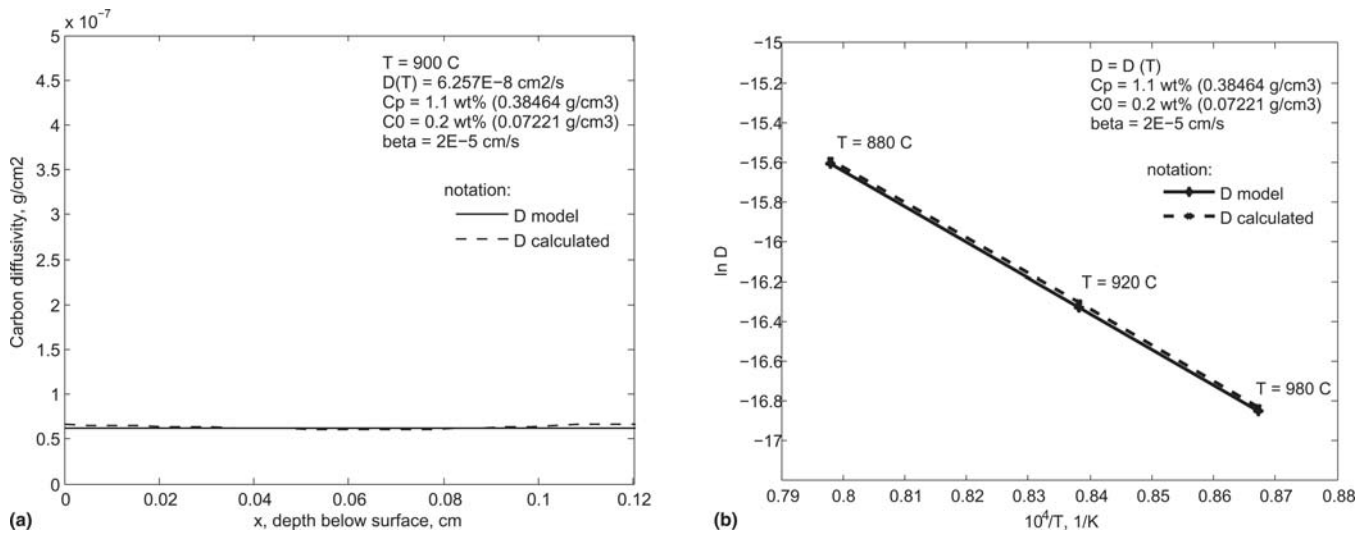 x 10⁻⁷
5
4.5
4
3.5
3
2.5
2
1.5
1
0.5
0
Carbon diffusivity, g/cm2
T = 900 C
D(T) = 6.257E−8 cm2/s
Cp = 1.1 wt% (0.38464 g/cm3)
C0 = 0.2 wt% (0.07221 g/cm3)
beta = 2E−5 cm/s
notation:
D model
D calculated
0 0.02 0.04 0.06 0.08 0.1 0.12
x, depth below surface, cm
(a)
−15
−15.2
−15.4
−15.6
−15.8
−16
−16.2
−16.4
−16.6
−16.8
−17
ln D
D = D (T)
Cp = 1.1 wt% (0.38464 g/cm3)
C0 = 0.2 wt% (0.07221 g/cm3)
beta = 2E−5 cm/s
T = 880 C
notation:
D model
D calculated
T = 920 C
T = 980 C
0.79 0.8 0.81 0.82 0.83 0.84 0.85 0.86 0.87 0.88
10⁴/T, 1/K
(b)